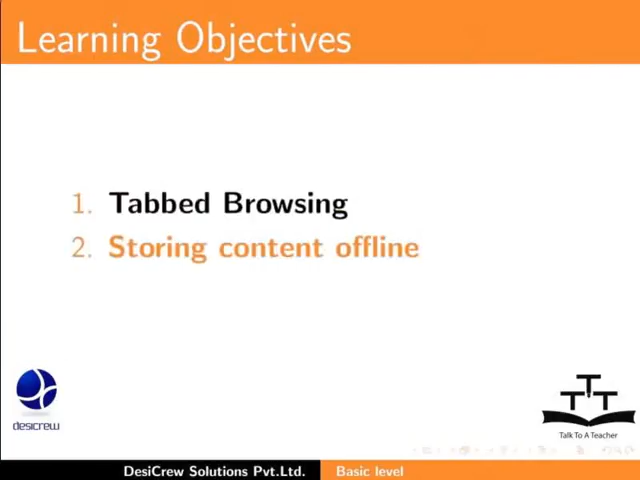 Learning Objectives
1. Tabbed Browsing
2. Storing content offline
desicrew
TTT
Talk To A Teacher
DesiCrew Solutions Pvt.Ltd. Basic level